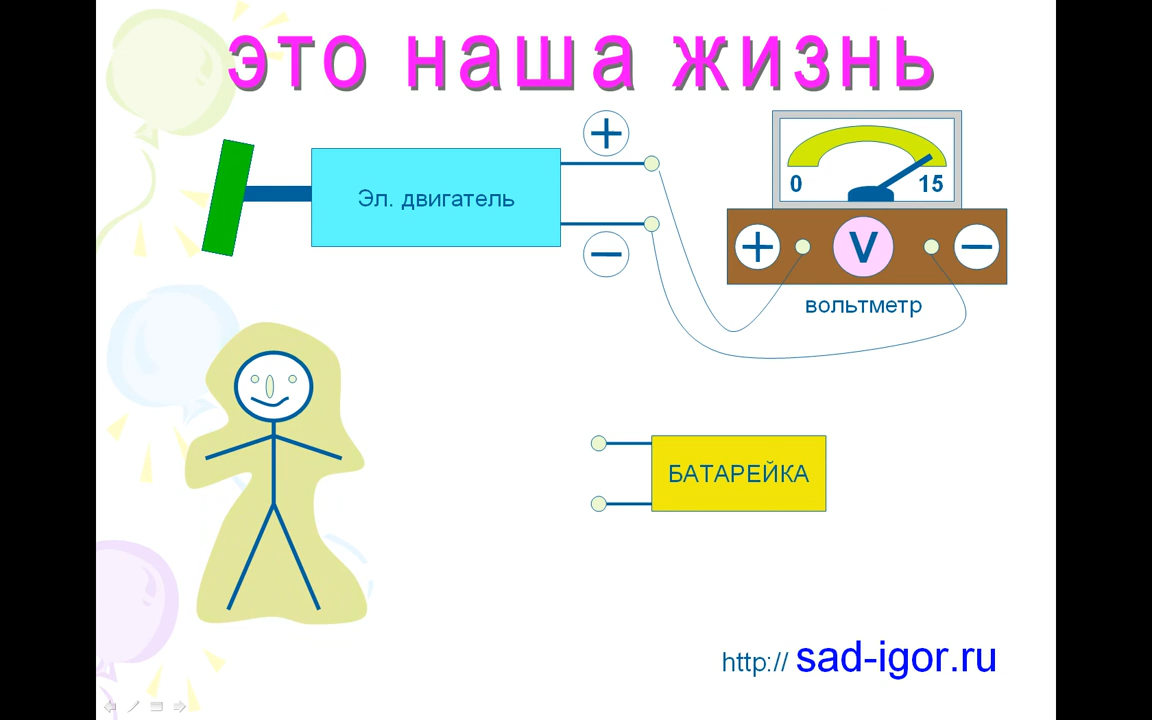 это наша жизнь
+
Эл. двигатель
−
0
15
+
V
−
вольтметр
БАТАРЕЙКА
http:// sad-igor.ru